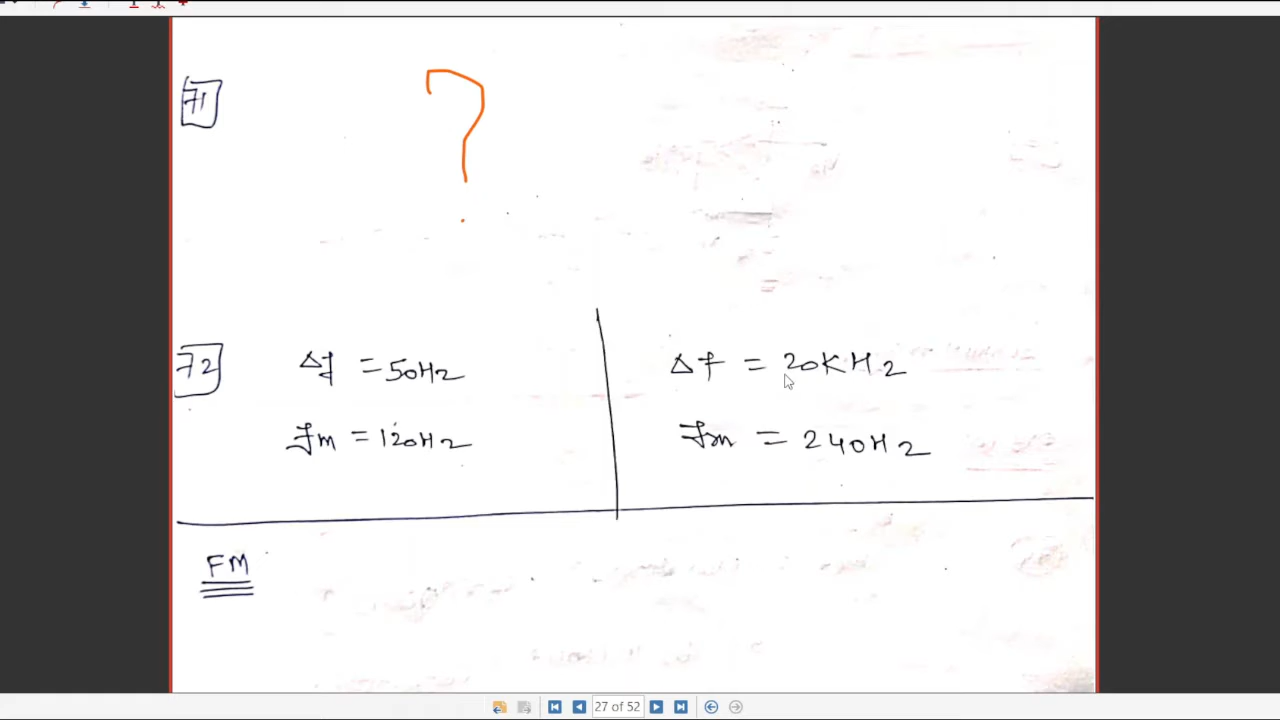 71
?
72
Δf = 50Hz
fm = 120Hz
Δf = 20KHz
fm = 240Hz
FM
27 of 52